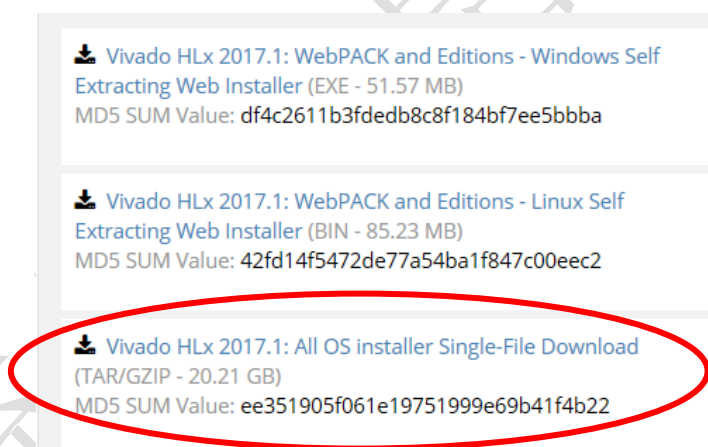 Vivado HLx 2017.1: WebPACK and Editions - Windows Self
Extracting Web Installer (EXE - 51.57 MB)
MD5 SUM Value: df4c2611b3fdedb8c8f184bf7ee5bbba
Vivado HLx 2017.1: WebPACK and Editions - Linux Self
Extracting Web Installer (BIN - 85.23 MB)
MD5 SUM Value: 42fd14f5472de77a54ba1f847c00eec2
Vivado HLx 2017.1: All OS installer Single-File Download
(TAR/GZIP - 20.21 GB)
MD5 SUM Value: ee351905f061e19751999e69b41f4b22